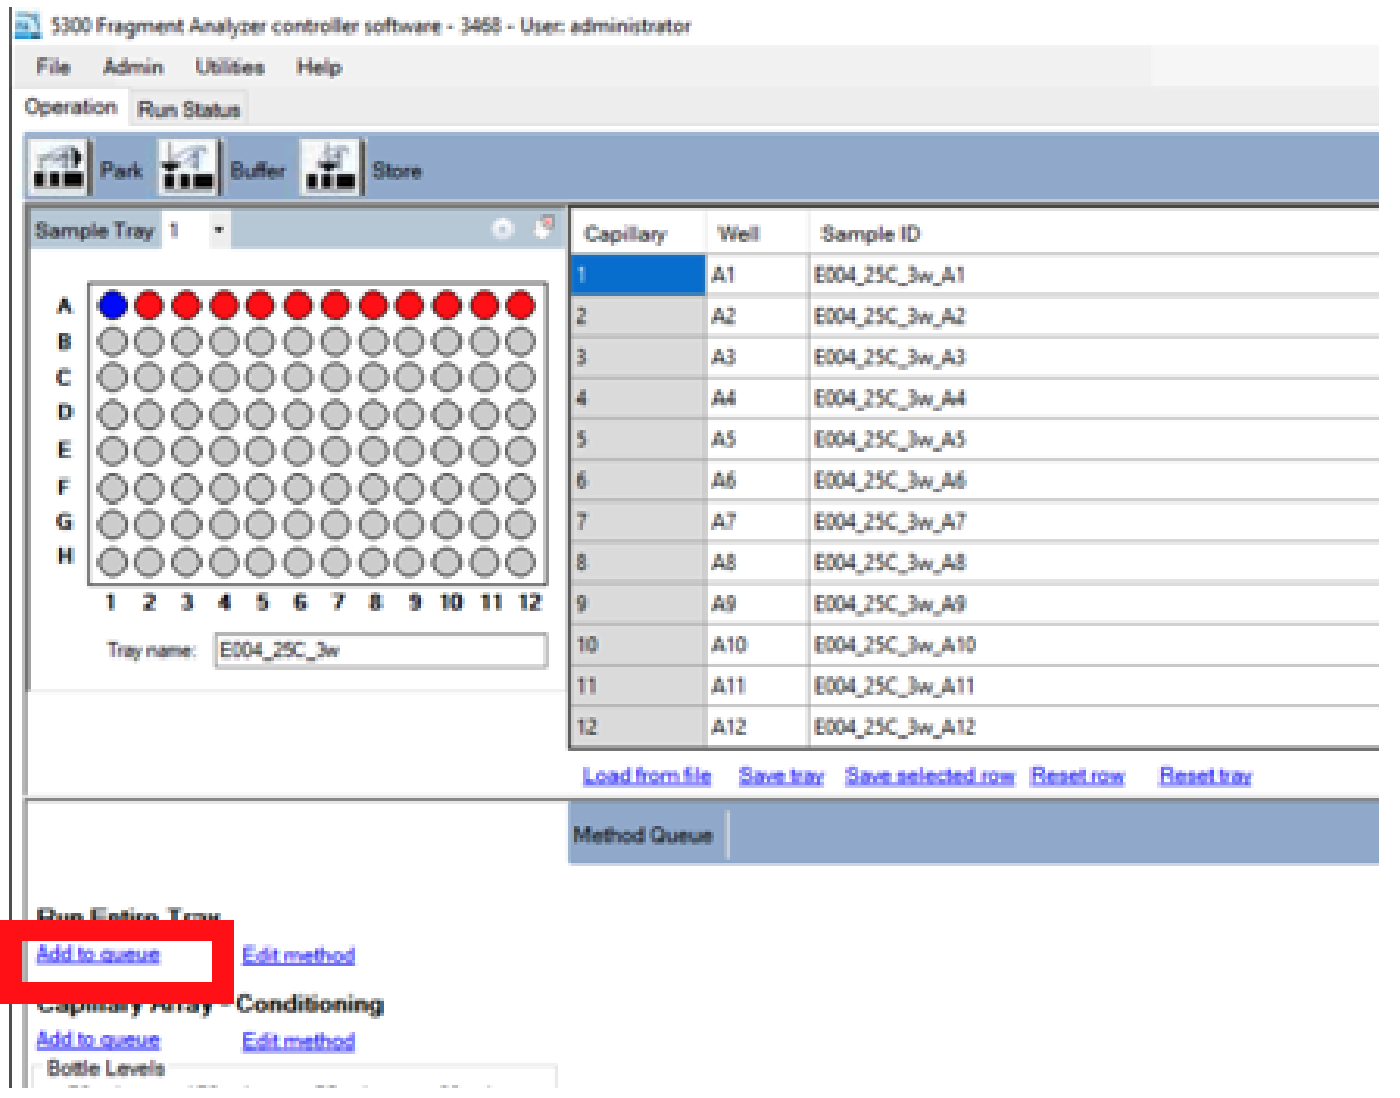 5300 Fragment Analyzer controller software - 3468 - User: administrator
File Admin Utilities Help
Operation Run Status
Park Buffer Store
Sample Tray 1
A
B
C
D
E
F
G
H
1 2 3 4 5 6 7 8 9 10 11 12
Tray name: E004_25C_3w
Capillary Well Sample ID
1 A1 E004_25C_3w_A1
2 A2 E004_25C_3w_A2
3 A3 E004_25C_3w_A3
4 A4 E004_25C_3w_A4
5 A5 E004_25C_3w_A5
6 A6 E004_25C_3w_A6
7 A7 E004_25C_3w_A7
8 A8 E004_25C_3w_A8
9 A9 E004_25C_3w_A9
10 A10 E004_25C_3w_A10
11 A11 E004_25C_3w_A11
12 A12 E004_25C_3w_A12
Load from file Save tray Save selected row Reset row Reset tray
Method Queue
Run Entire Tray
Add to queue Edit method
Capillary Array - Conditioning
Add to queue Edit method
Bottle Levels